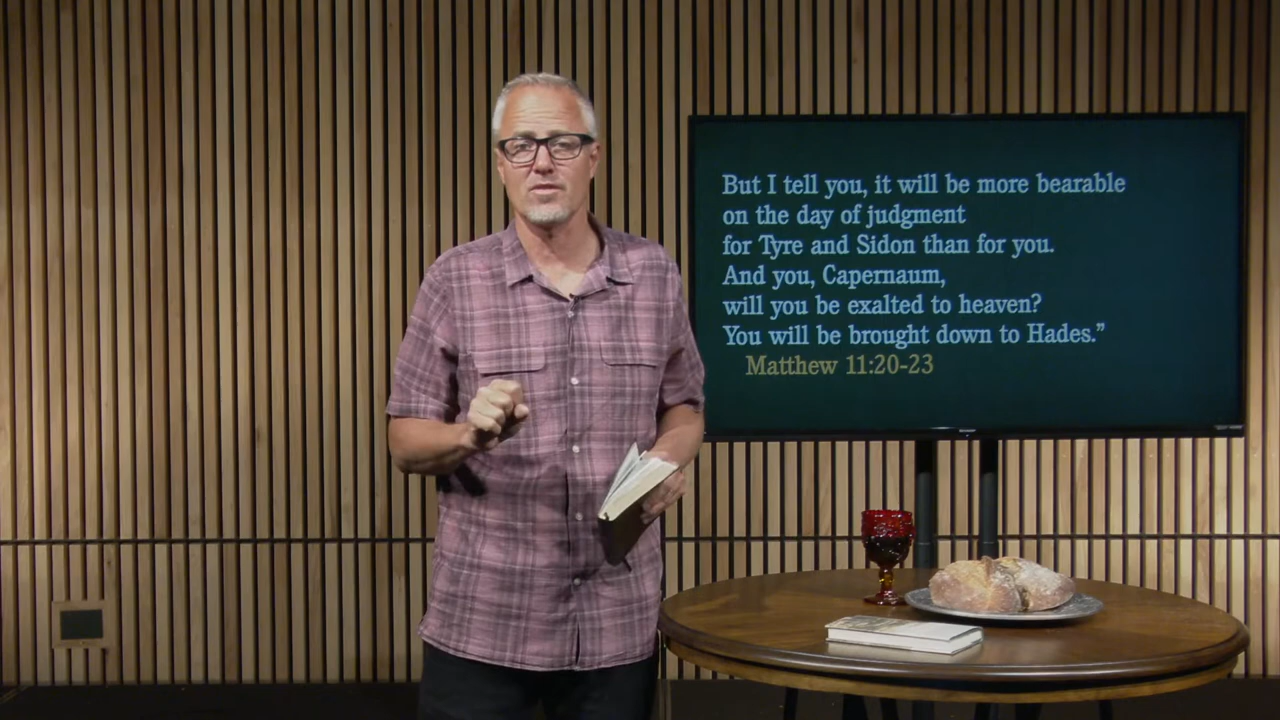 But I tell you, it will be more bearable
on the day of judgment
for Tyre and Sidon than for you.
And you, Capernaum,
will you be exalted to heaven?
You will be brought down to Hades.”
Matthew 11:20-23